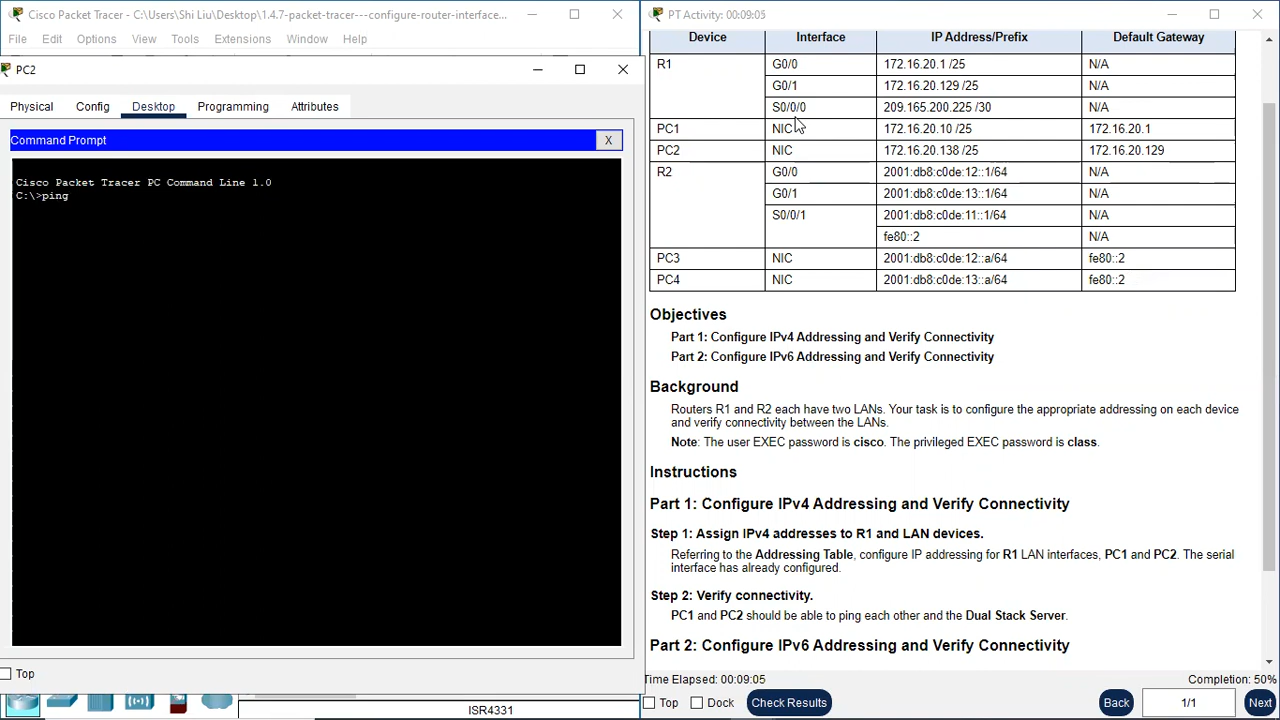 Cisco Packet Tracer - C:\Users\Shi Liu\Desktop\1.4.7-packet-tracer---configure-router-interface...
File Edit Options View Tools Extensions Window Help
PC2
Physical Config Desktop Programming Attributes
Command Prompt X
Cisco Packet Tracer PC Command Line 1.0
C:\>ping
Top
ISR4331
PT Activity: 00:09:05
Device Interface IP Address/Prefix Default Gateway
R1 G0/0 172.16.20.1 /25 N/A
G0/1 172.16.20.129 /25 N/A
S0/0/0 209.165.200.225 /30 N/A
PC1 NIC 172.16.20.10 /25 172.16.20.1
PC2 NIC 172.16.20.138 /25 172.16.20.129
R2 G0/0 2001:db8:c0de:12::1/64 N/A
G0/1 2001:db8:c0de:13::1/64 N/A
S0/0/1 2001:db8:c0de:11::1/64 N/A
fe80::2 N/A
PC3 NIC 2001:db8:c0de:12::a/64 fe80::2
PC4 NIC 2001:db8:c0de:13::a/64 fe80::2
Objectives
Part 1: Configure IPv4 Addressing and Verify Connectivity
Part 2: Configure IPv6 Addressing and Verify Connectivity
Background
Routers R1 and R2 each have two LANs. Your task is to configure the appropriate addressing on each device
and verify connectivity between the LANs.
Note: The user EXEC password is cisco. The privileged EXEC password is class.
Instructions
Part 1: Configure IPv4 Addressing and Verify Connectivity
Step 1: Assign IPv4 addresses to R1 and LAN devices.
Referring to the Addressing Table, configure IP addressing for R1 LAN interfaces, PC1 and PC2. The serial
interface has already configured.
Step 2: Verify connectivity.
PC1 and PC2 should be able to ping each other and the Dual Stack Server.
Part 2: Configure IPv6 Addressing and Verify Connectivity
Time Elapsed: 00:09:05 Completion: 50%
Top Dock Check Results Back 1/1 Next